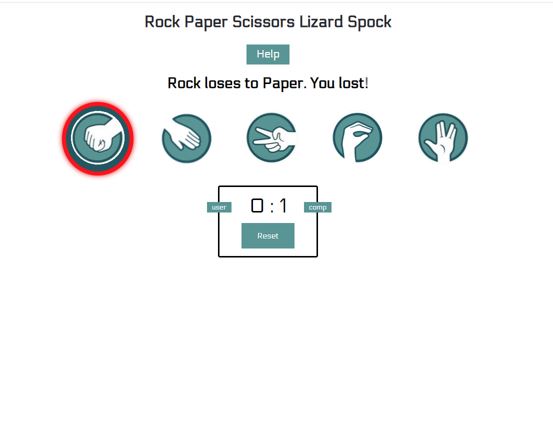 Rock Paper Scissors Lizard Spock
Help
Rock loses to Paper. You lost!
user
0 : 1
comp
Reset